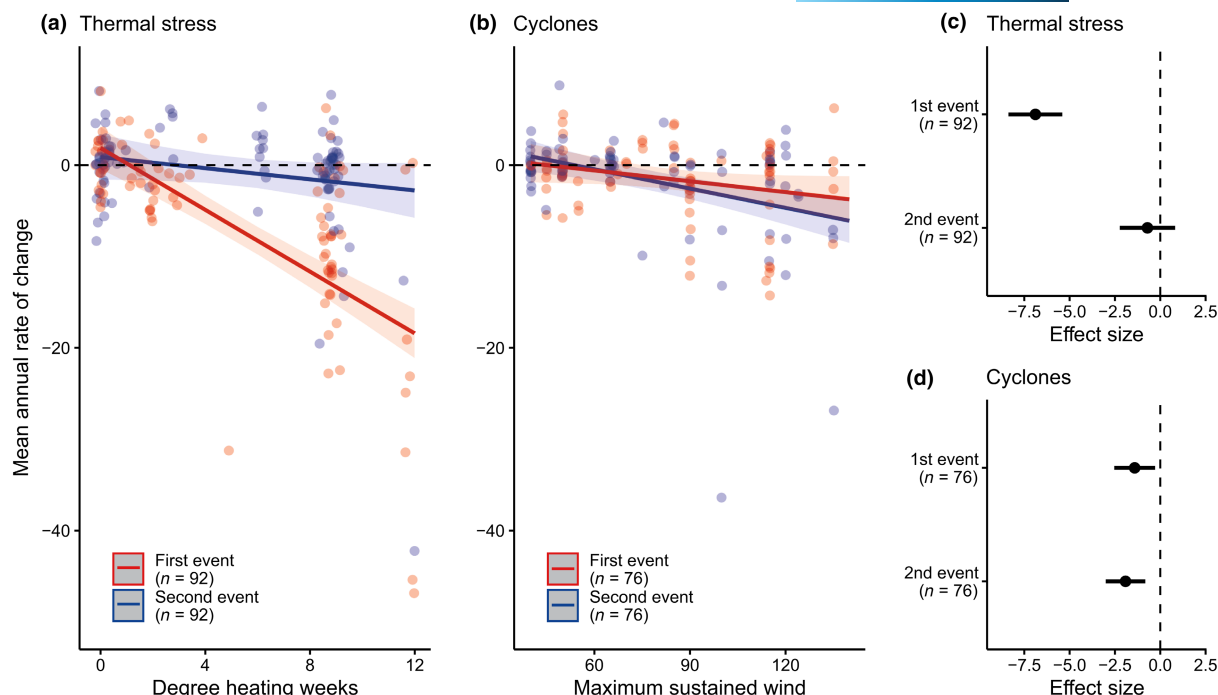 (a) Thermal stress
Mean annual rate of change
0
−20
−40
First event
(n = 92)
Second event
(n = 92)
0 4 8 12
Degree heating weeks
(b) Cyclones
First event
(n = 76)
Second event
(n = 76)
60 90 120
Maximum sustained wind
(c) Thermal stress
1st event
(n = 92)
2nd event
(n = 92)
−7.5 −5.0 −2.5 0.0 2.5
Effect size
(d) Cyclones
1st event
(n = 76)
2nd event
(n = 76)
−7.5 −5.0 −2.5 0.0 2.5
Effect size